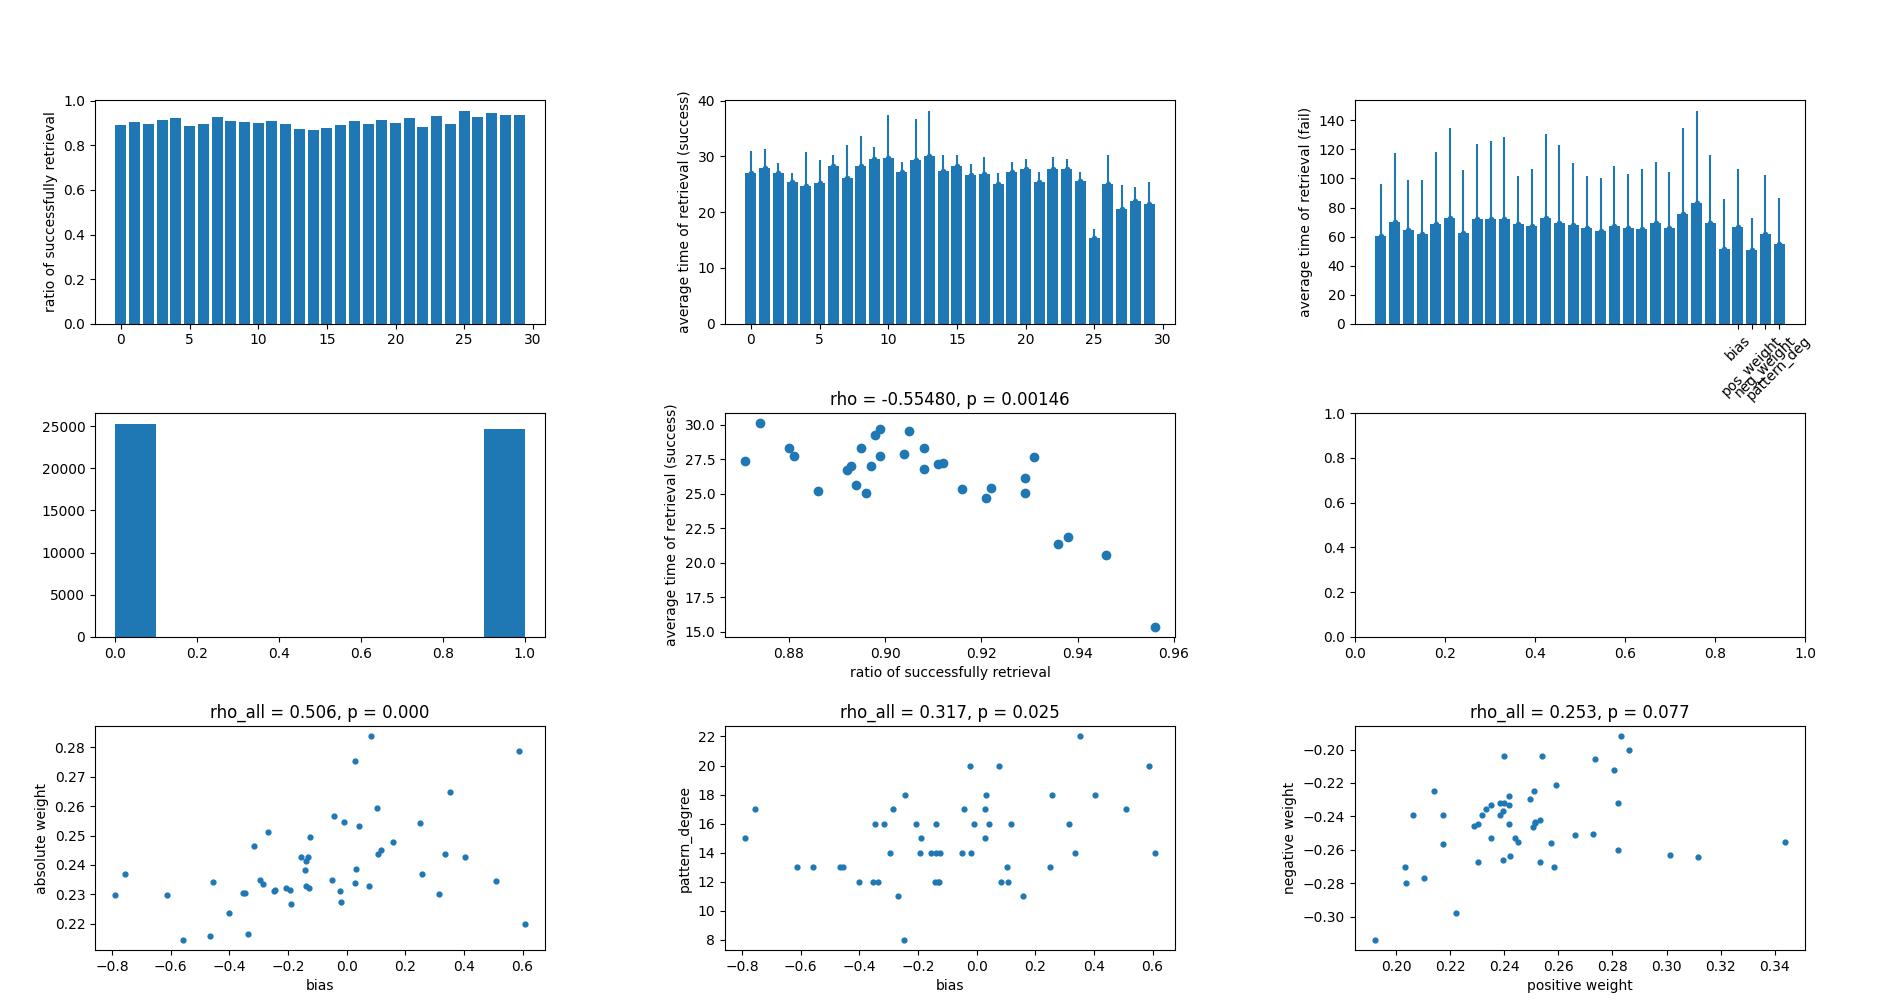 ratio of successfully retrieval
1.0
0.8
0.6
0.4
0.2
0.0
0 5 10 15 20 25 30
average time of retrieval (success)
40
30
20
10
0
0 5 10 15 20 25 30
average time of retrieval (fail)
140
120
100
80
60
40
20
0
bias
pos_weight
neg_weight
pattern_deg
25000
20000
15000
10000
5000
0
0.0 0.2 0.4 0.6 0.8 1.0
rho = -0.55480, p = 0.00146
average time of retrieval (success)
30.0
27.5
25.0
22.5
20.0
17.5
15.0
0.88 0.90 0.92 0.94 0.96
ratio of successfully retrieval
1.0
0.8
0.6
0.4
0.2
0.0
0.0 0.2 0.4 0.6 0.8 1.0
rho_all = 0.506, p = 0.000
absolute weight
0.28
0.27
0.26
0.25
0.24
0.23
0.22
−0.8 −0.6 −0.4 −0.2 0.0 0.2 0.4 0.6
bias
rho_all = 0.317, p = 0.025
pattern_degree
22
20
18
16
14
12
10
8
−0.8 −0.6 −0.4 −0.2 0.0 0.2 0.4 0.6
bias
rho_all = 0.253, p = 0.077
negative weight
−0.20
−0.22
−0.24
−0.26
−0.28
−0.30
0.20 0.22 0.24 0.26 0.28 0.30 0.32 0.34
positive weight